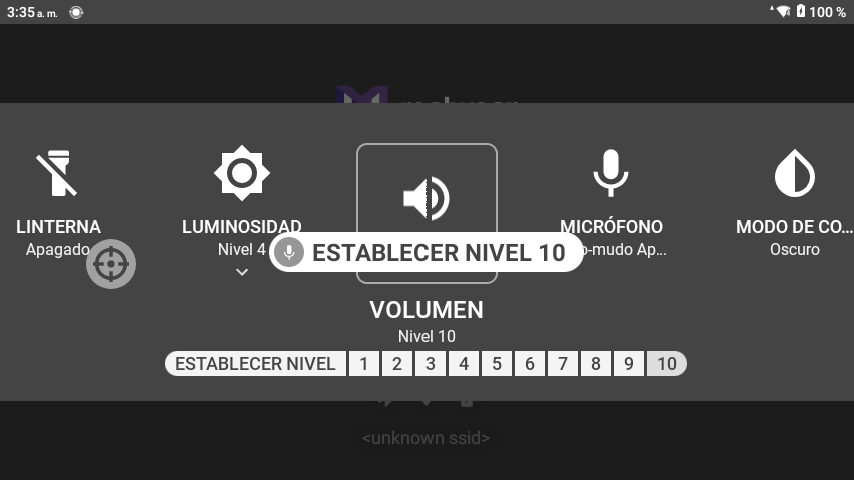 3:35 a. m.
100 %
LINTERNA
Apagado
LUMINOSIDAD
Nivel 4
MICRÓFONO
o-mudo Ap...
MODO DE CO...
Oscuro
ESTABLECER NIVEL 10
VOLUMEN
Nivel 10
ESTABLECER NIVEL 1 2 3 4 5 6 7 8 9 10
<unknown ssid>